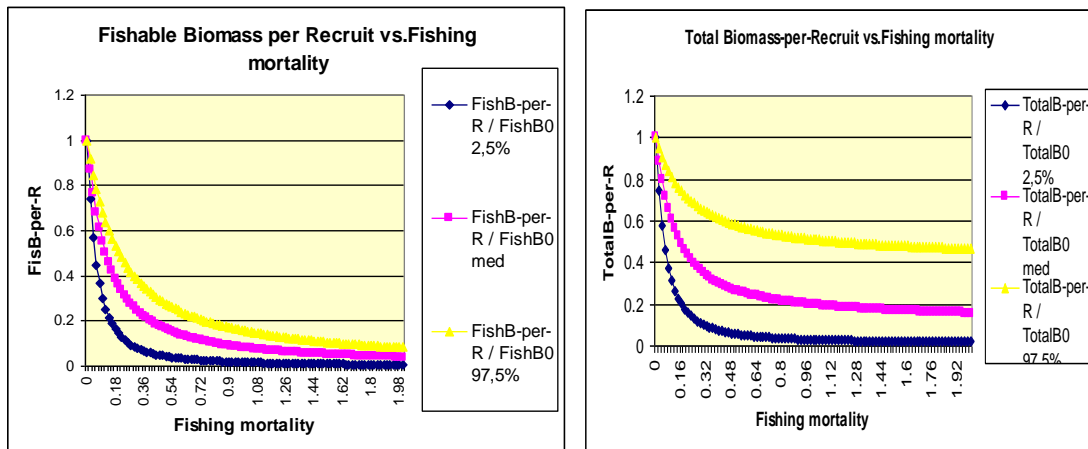 Fishable Biomass per Recruit vs.Fishing
mortality
FisB-per-R
1.2
1
0.8
0.6
0.4
0.2
0
0
0.18
0.36
0.54
0.72
0.9
1.08
1.26
1.44
1.62
1.8
1.98
Fishing mortality
FishB-per-
R / FishB0
2,5%
FishB-per-
R / FishB0
med
FishB-per-
R / FishB0
97,5%
Total Biomass-per-Recruit vs.Fishing mortality
TotalB-per-R
1.2
1
0.8
0.6
0.4
0.2
0
0
0.16
0.32
0.48
0.64
0.8
0.96
1.12
1.28
1.44
1.6
1.76
1.92
Fishing mortality
TotalB-per-
R /
TotalB0
2,5%
TotalB-per-
R /
TotalB0
med
TotalB-per-
R /
TotalB0
97,5%